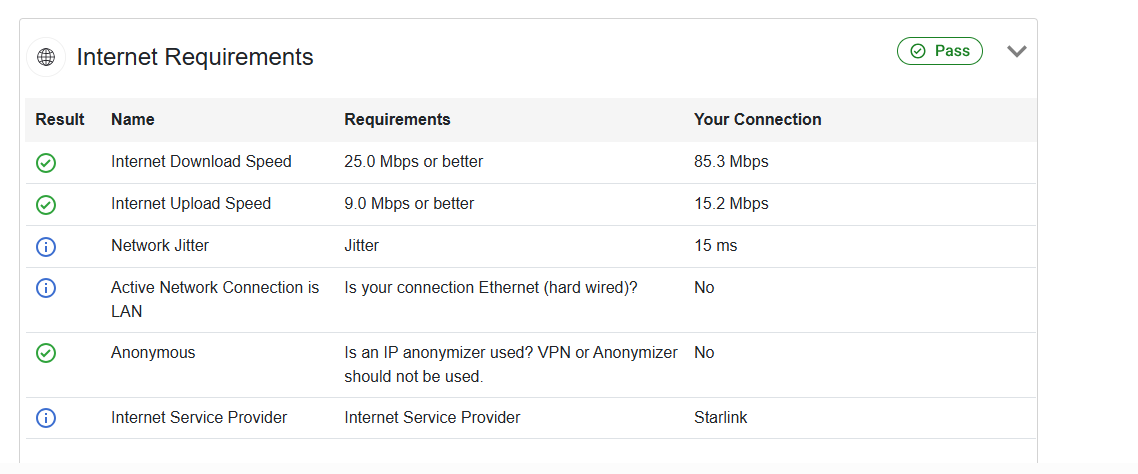 Internet Requirements
Pass
Result Name Requirements Your Connection
Internet Download Speed 25.0 Mbps or better 85.3 Mbps
Internet Upload Speed 9.0 Mbps or better 15.2 Mbps
Network Jitter Jitter 15 ms
Active Network Connection is Is your connection Ethernet (hard wired)? No
LAN
Anonymous Is an IP anonymizer used? VPN or Anonymizer No
should not be used.
Internet Service Provider Internet Service Provider Starlink